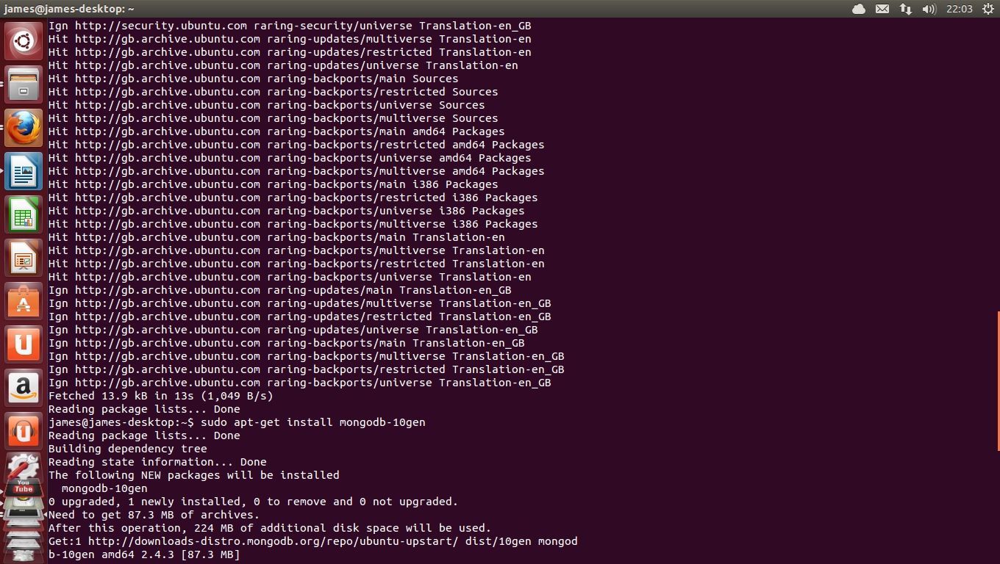 james@james-desktop: ~
22:03
Ign http://security.ubuntu.com raring-security/universe Translation-en_GB
Hit http://gb.archive.ubuntu.com raring-updates/multiverse Translation-en
Hit http://gb.archive.ubuntu.com raring-updates/restricted Translation-en
Hit http://gb.archive.ubuntu.com raring-updates/universe Translation-en
Hit http://gb.archive.ubuntu.com raring-backports/main Sources
Hit http://gb.archive.ubuntu.com raring-backports/restricted Sources
Hit http://gb.archive.ubuntu.com raring-backports/universe Sources
Hit http://gb.archive.ubuntu.com raring-backports/multiverse Sources
Hit http://gb.archive.ubuntu.com raring-backports/main amd64 Packages
Hit http://gb.archive.ubuntu.com raring-backports/restricted amd64 Packages
Hit http://gb.archive.ubuntu.com raring-backports/universe amd64 Packages
Hit http://gb.archive.ubuntu.com raring-backports/multiverse amd64 Packages
Hit http://gb.archive.ubuntu.com raring-backports/main i386 Packages
Hit http://gb.archive.ubuntu.com raring-backports/restricted i386 Packages
Hit http://gb.archive.ubuntu.com raring-backports/universe i386 Packages
Hit http://gb.archive.ubuntu.com raring-backports/multiverse i386 Packages
Hit http://gb.archive.ubuntu.com raring-backports/main Translation-en
Hit http://gb.archive.ubuntu.com raring-backports/multiverse Translation-en
Hit http://gb.archive.ubuntu.com raring-backports/restricted Translation-en
Hit http://gb.archive.ubuntu.com raring-backports/universe Translation-en
Ign http://gb.archive.ubuntu.com raring-updates/main Translation-en_GB
Ign http://gb.archive.ubuntu.com raring-updates/multiverse Translation-en_GB
Ign http://gb.archive.ubuntu.com raring-updates/restricted Translation-en_GB
Ign http://gb.archive.ubuntu.com raring-updates/universe Translation-en_GB
Ign http://gb.archive.ubuntu.com raring-backports/main Translation-en_GB
Ign http://gb.archive.ubuntu.com raring-backports/multiverse Translation-en_GB
Ign http://gb.archive.ubuntu.com raring-backports/restricted Translation-en_GB
Ign http://gb.archive.ubuntu.com raring-backports/universe Translation-en_GB
Fetched 13.9 kB in 13s (1,049 B/s)
Reading package lists... Done
james@james-desktop:~$ sudo apt-get install mongodb-10gen
Reading package lists... Done
Building dependency tree
Reading state information... Done
The following NEW packages will be installed
  mongodb-10gen
0 upgraded, 1 newly installed, 0 to remove and 0 not upgraded.
Need to get 87.3 MB of archives.
After this operation, 224 MB of additional disk space will be used.
Get:1 http://downloads-distro.mongodb.org/repo/ubuntu-upstart/ dist/10gen mongod
b-10gen amd64 2.4.3 [87.3 MB]
You
Tube